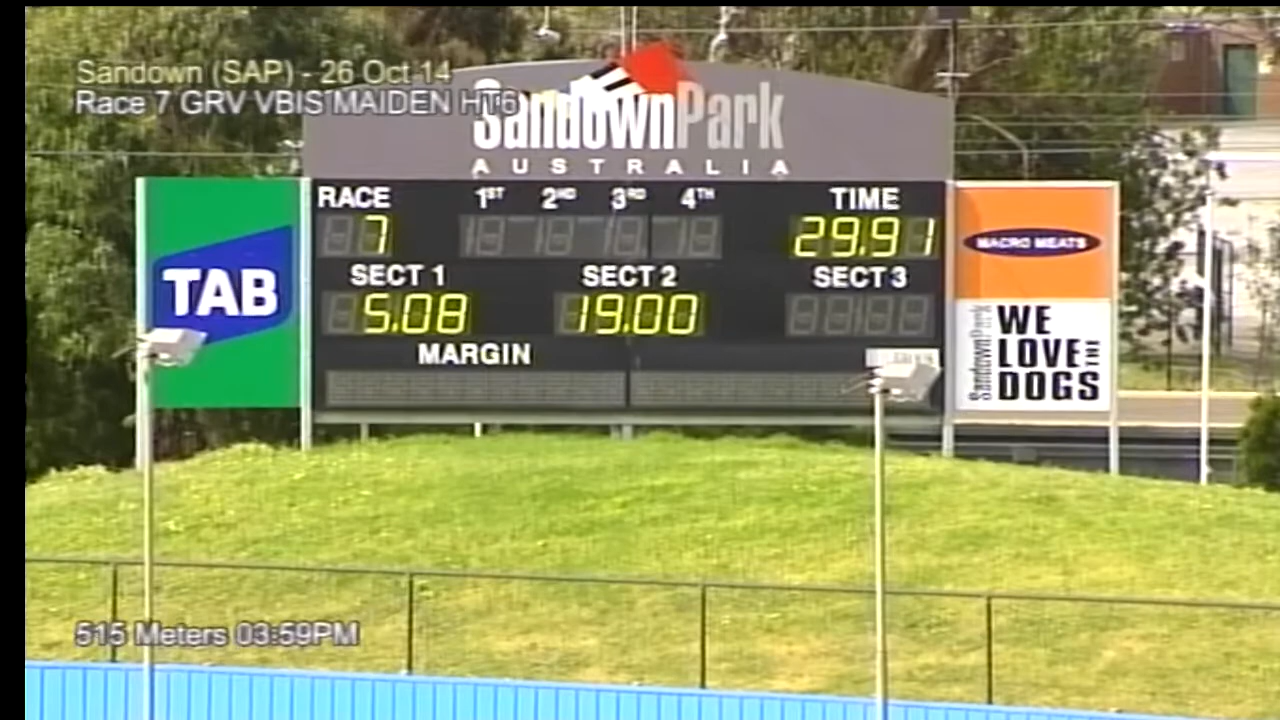 Sandown (SAP) - 26 Oct 14
Race 7 GRV VBIS MAIDEN HT6
SandownPark
AUSTRALIA
RACE 1ST 2ND 3RD 4TH TIME
7 29.91
SECT 1 SECT 2 SECT 3
5.08 19.00
MARGIN
TAB
MACRO MEATS
SandownPark
WE
LOVE THE
DOGS
515 Meters 03:59PM